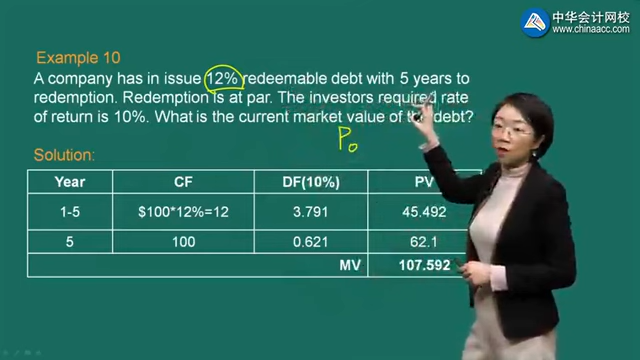 中华会计网校
www.chinaacc.com
Example 10
A company has in issue 12% redeemable debt with 5 years to
redemption. Redemption is at par. The investors required rate
of return is 10%. What is the current market value of the debt?
P₀
Solution:
Year CF DF(10%) PV
1-5 $100*12%=12 3.791 45.492
5 100 0.621 62.1
MV 107.592